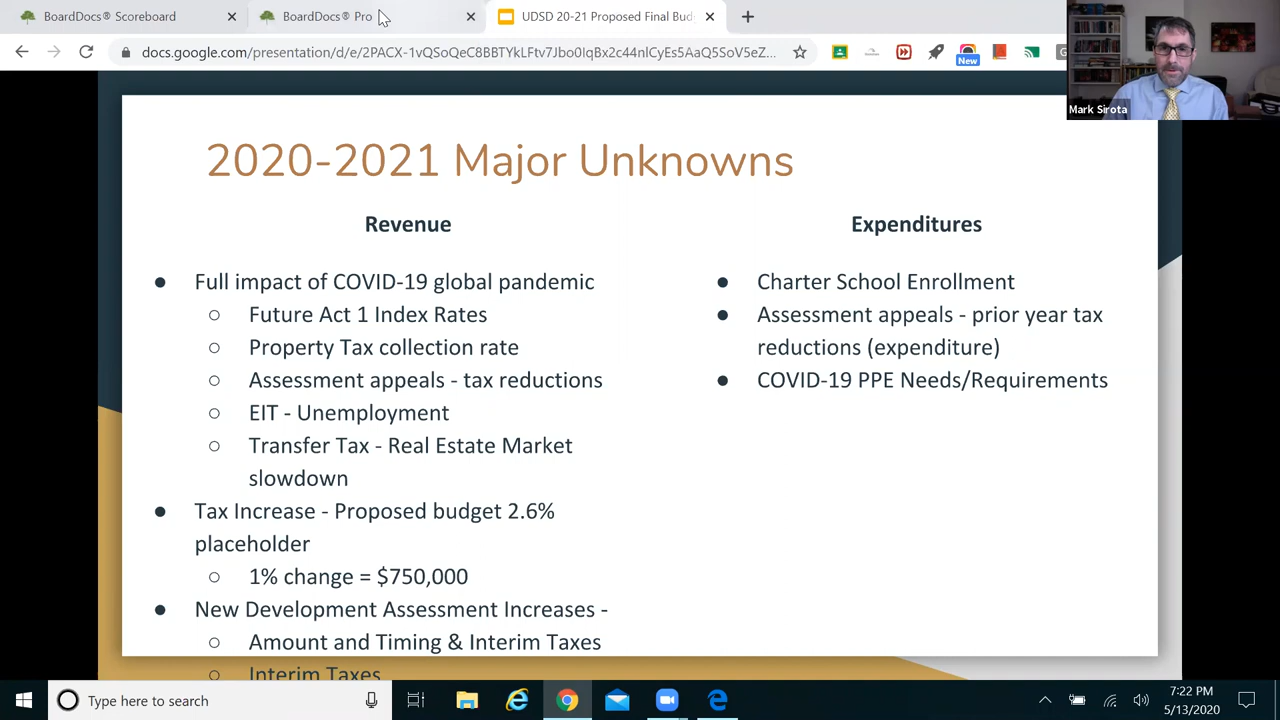 BoardDocs® Scoreboard
BoardDocs® Pr
UDSD 20-21 Proposed Final Bud
New
Mark Sirota
2020-2021 Major Unknowns
Revenue
● Full impact of COVID-19 global pandemic
○ Future Act 1 Index Rates
○ Property Tax collection rate
○ Assessment appeals - tax reductions
○ EIT - Unemployment
○ Transfer Tax - Real Estate Market
slowdown
● Tax Increase - Proposed budget 2.6%
placeholder
○ 1% change = $750,000
● New Development Assessment Increases -
○ Amount and Timing & Interim Taxes
○ Interim Taxes
Expenditures
● Charter School Enrollment
● Assessment appeals - prior year tax
reductions (expenditure)
● COVID-19 PPE Needs/Requirements
Type here to search
7:22 PM
5/13/2020